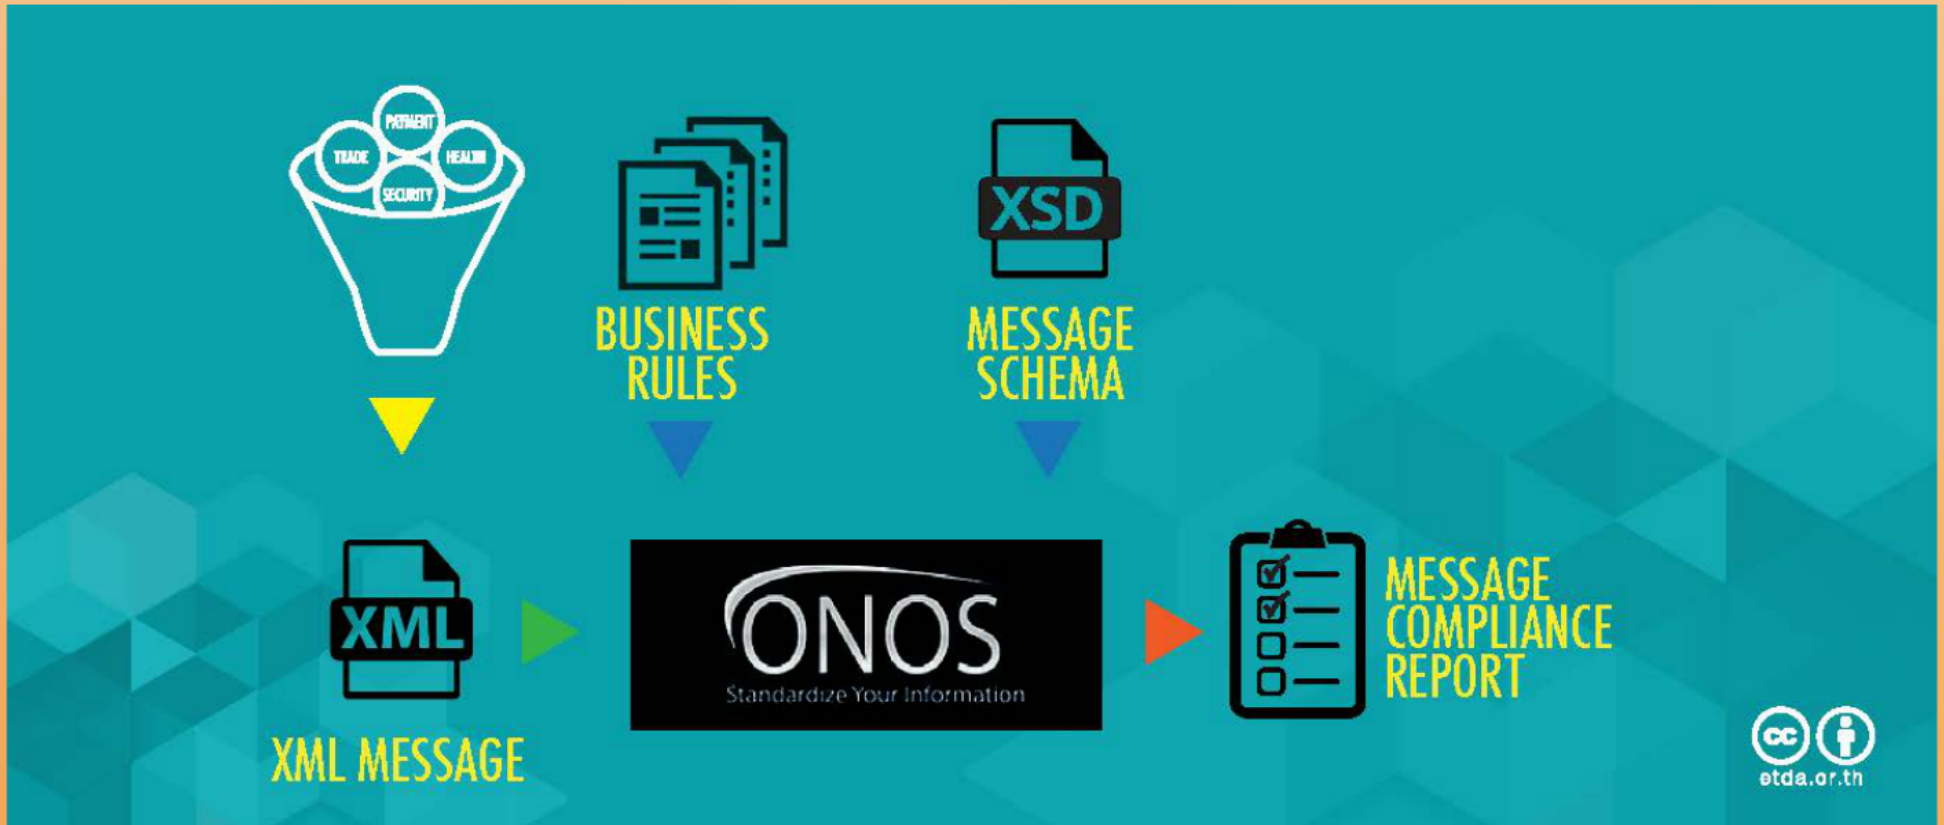 PAYMENT
TRADE
HEALTH
SECURITY
BUSINESS
RULES
XSD
MESSAGE
SCHEMA
XML
XML MESSAGE
ONOS
Standardize Your Information
MESSAGE
COMPLIANCE
REPORT
cc
etda.or.th